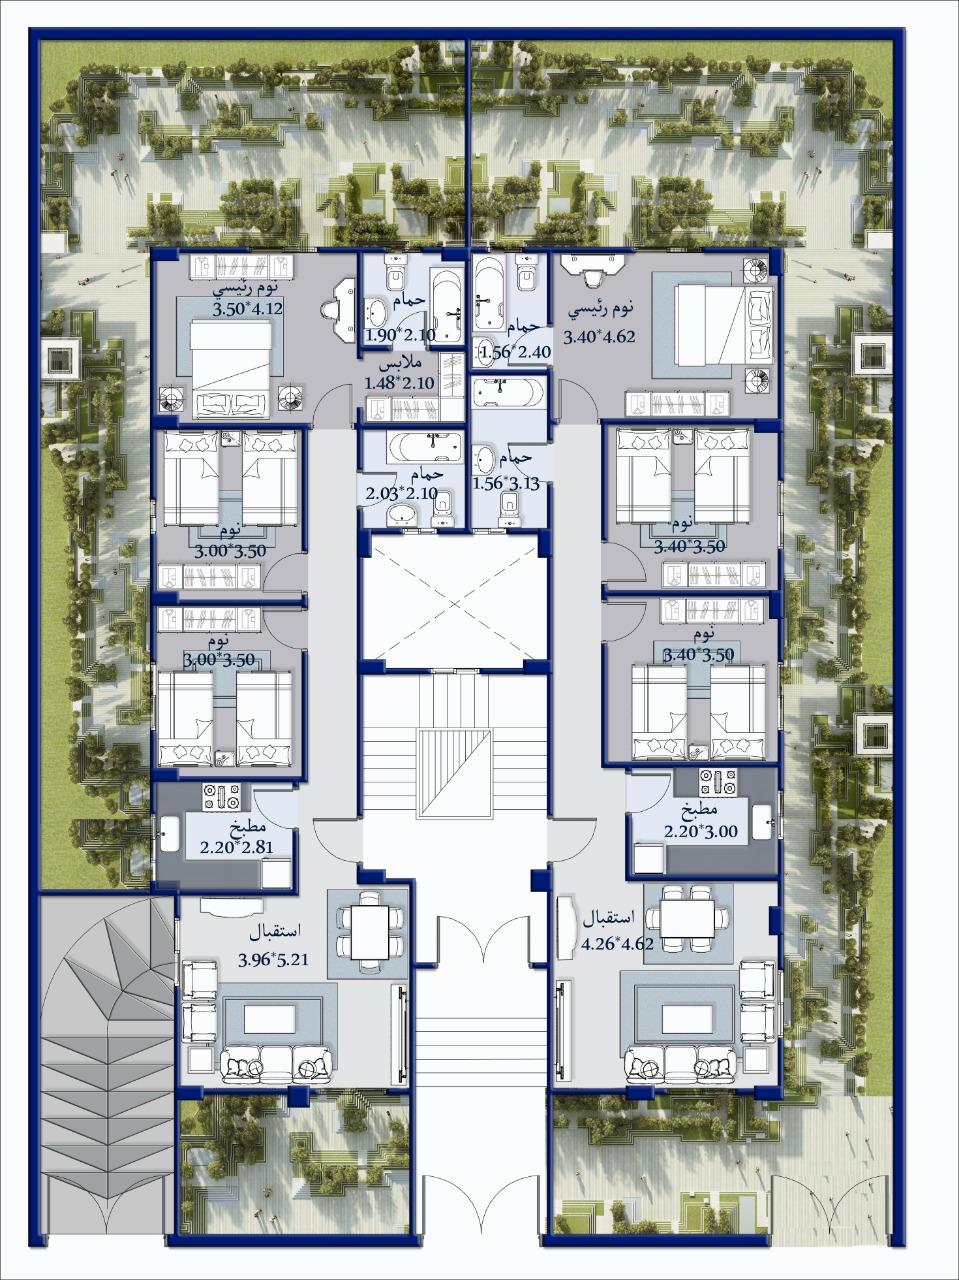 نوم رئيسي
3.50*4.12
حمام
1.90*2.10
ملابس
1.48*2.10
حمام
1.56*2.40
نوم رئيسي
3.40*4.62
حمام
2.03*2.10
حمام
1.56*3.13
نوم
3.00*3.50
نوم
3.40*3.50
نوم
3.00*3.50
نوم
3.40*3.50
مطبخ
2.20*2.81
مطبخ
2.20*3.00
استقبال
3.96*5.21
استقبال
4.26*4.62